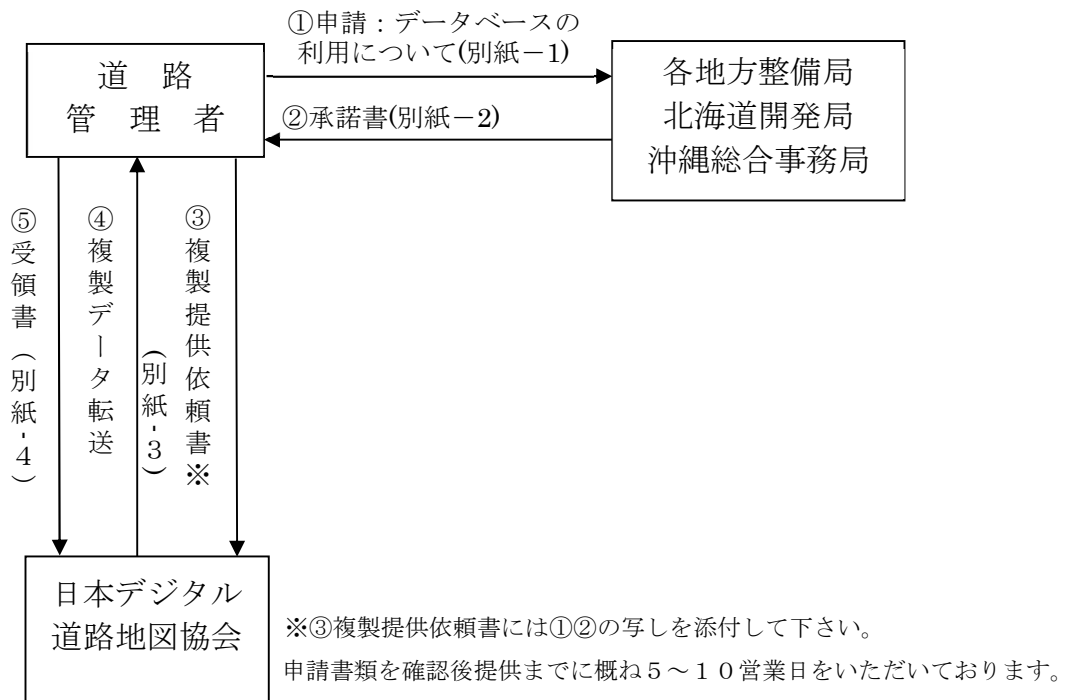 ①申請：データベースの
利用について(別紙－1)
道　路
管　理　者
各地方整備局
北海道開発局
沖縄総合事務局
②承諾書(別紙－2)
⑤受領書(別紙-4)
④複製データ転送
(別紙-3)
③複製提供依頼書※
日本デジタル
道路地図協会
※③複製提供依頼書には①②の写しを添付して下さい。
申請書類を確認後提供までに概ね５～１０営業日をいただいております。